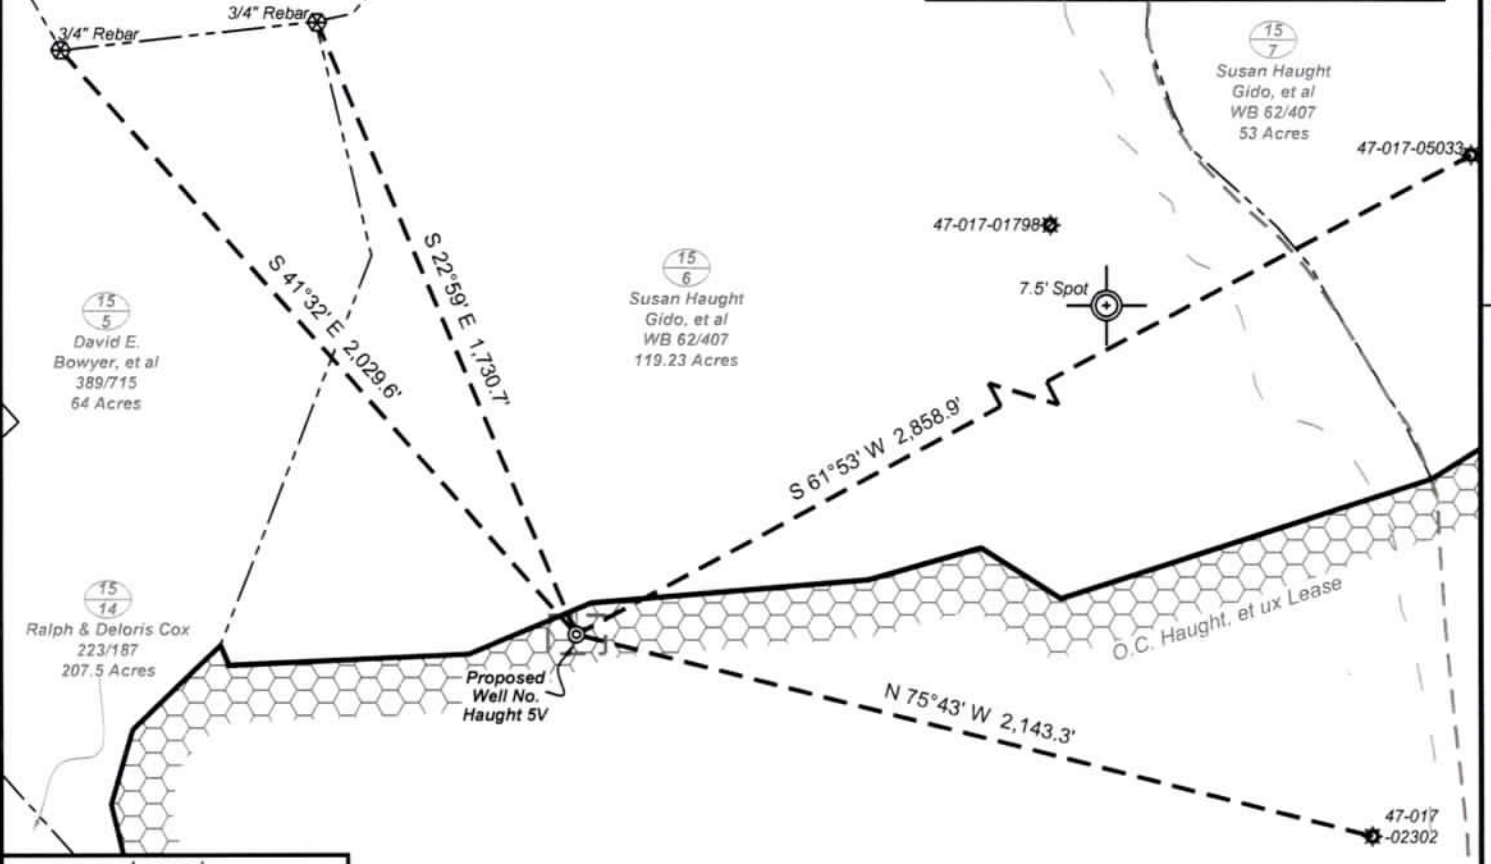 3/4" Rebar
3/4" Rebar
15
7
Susan Haught
Gido, et al
WB 62/407
53 Acres
47-017-05033
47-017-01798
7.5' Spot
15
6
Susan Haught
Gido, et al
WB 62/407
119.23 Acres
S 22°59' E 1,730.7'
S 41°32' E 2,029.6'
15
5
David E.
Bowyer, et al
389/715
64 Acres
S 61°53' W 2,858.9'
15
14
Ralph & Deloris Cox
223/187
207.5 Acres
O.C. Haught, et ux Lease
Proposed
Well No.
Haught 5V
N 75°43' W 2,143.3'
47-017
-02302